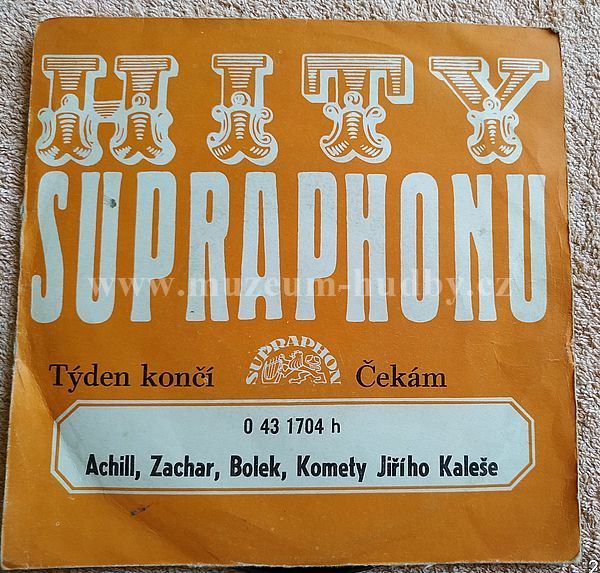 HITY
SUPRAPHONU
www.muzeum-hudby.cz
Týden končí SUPRAPHON Čekám
0 43 1704 h
Achill, Zachar, Bolek, Komety Jiřího Kaleše